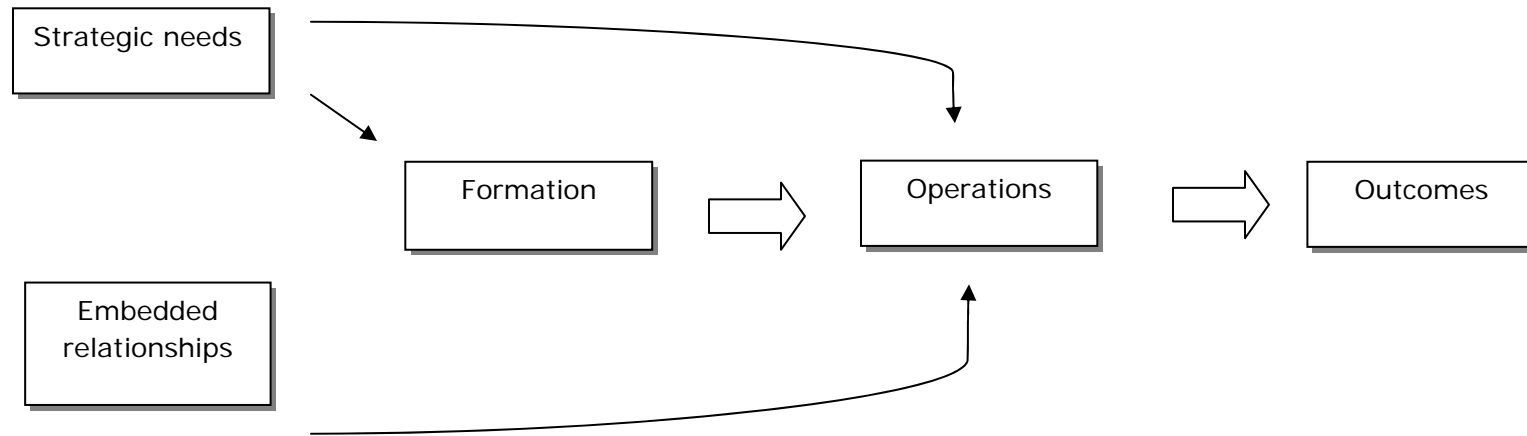 Strategic needs
Formation
Operations
Outcomes
Embedded
relationships